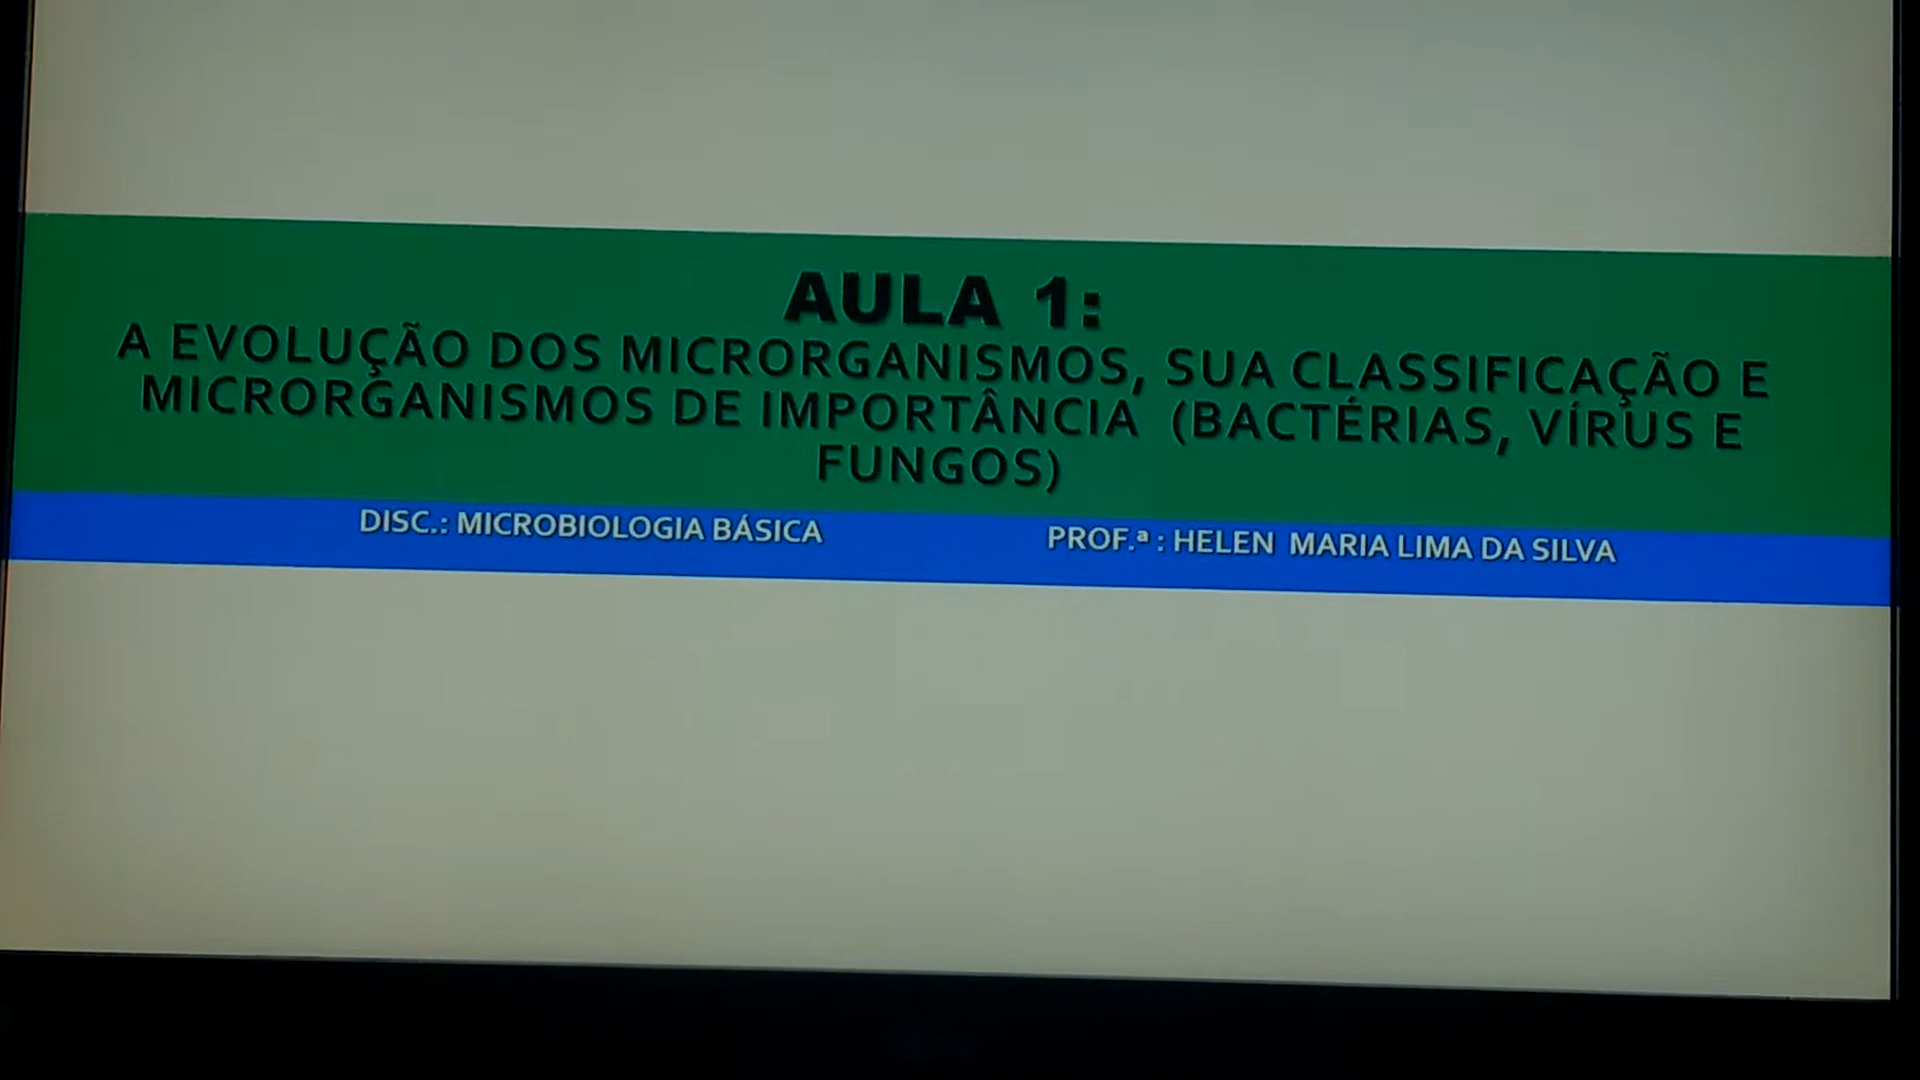 AULA 1:
A EVOLUÇÃO DOS MICRORGANISMOS, SUA CLASSIFICAÇÃO E
MICRORGANISMOS DE IMPORTÂNCIA (BACTÉRIAS, VÍRUS E
FUNGOS)
DISC.: MICROBIOLOGIA BÁSICA PROF.ª : HELEN MARIA LIMA DA SILVA